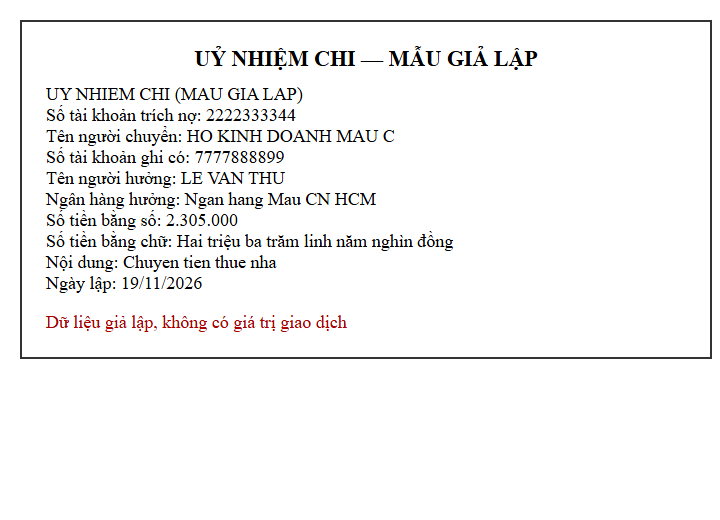 UỶ NHIỆM CHI — MẪU GIẢ LẬP
UY NHIEM CHI (MAU GIA LAP)
Số tài khoản trích nợ: 2222333344
Tên người chuyển: HO KINH DOANH MAU C
Số tài khoản ghi có: 7777888899
Tên người hưởng: LE VAN THU
Ngân hàng hưởng: Ngan hang Mau CN HCM
Số tiền bằng số: 2.305.000
Số tiền bằng chữ: Hai triệu ba trăm linh năm nghìn đồng
Nội dung: Chuyen tien thue nha
Ngày lập: 19/11/2026
Dữ liệu giả lập, không có giá trị giao dịch